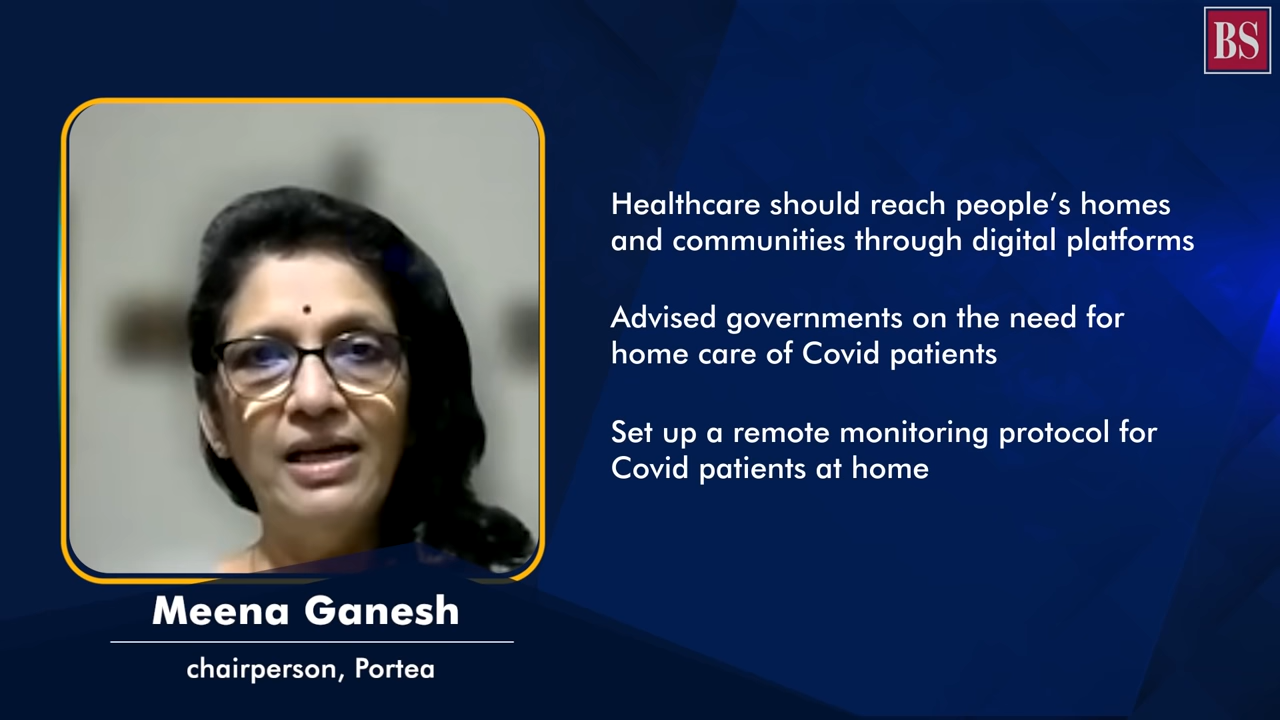 BS
Healthcare should reach people’s homes
and communities through digital platforms
Advised governments on the need for
home care of Covid patients
Set up a remote monitoring protocol for
Covid patients at home
Meena Ganesh
chairperson, Portea